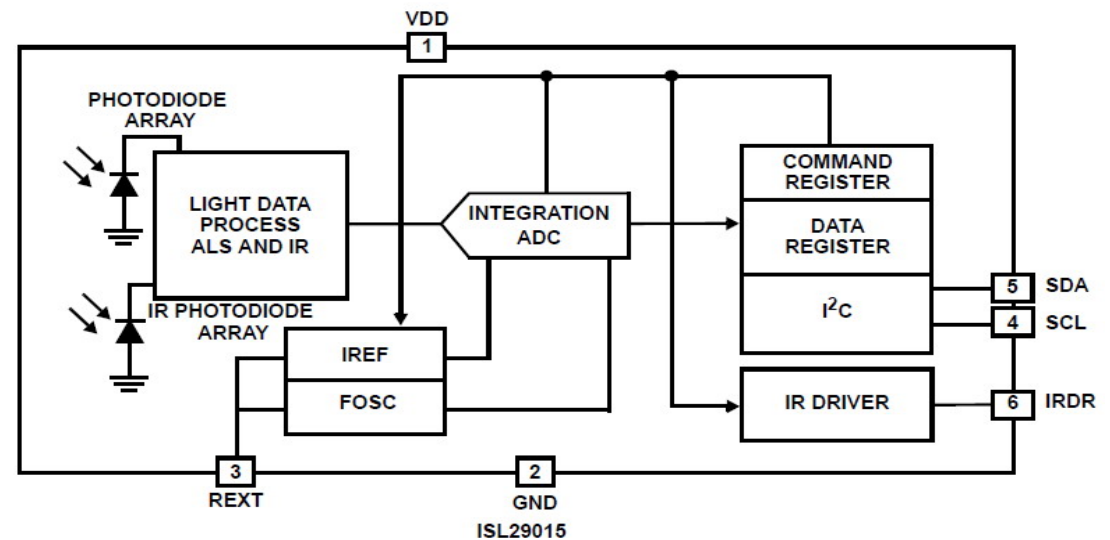 VDD
1
PHOTODIODE
ARRAY
LIGHT DATA
PROCESS
ALS AND IR
INTEGRATION
ADC
COMMAND
REGISTER
DATA
REGISTER
I²C
5 SDA
4 SCL
IR PHOTODIODE
ARRAY
IREF
FOSC
IR DRIVER
6 IRDR
3
REXT
2
GND
ISL29015